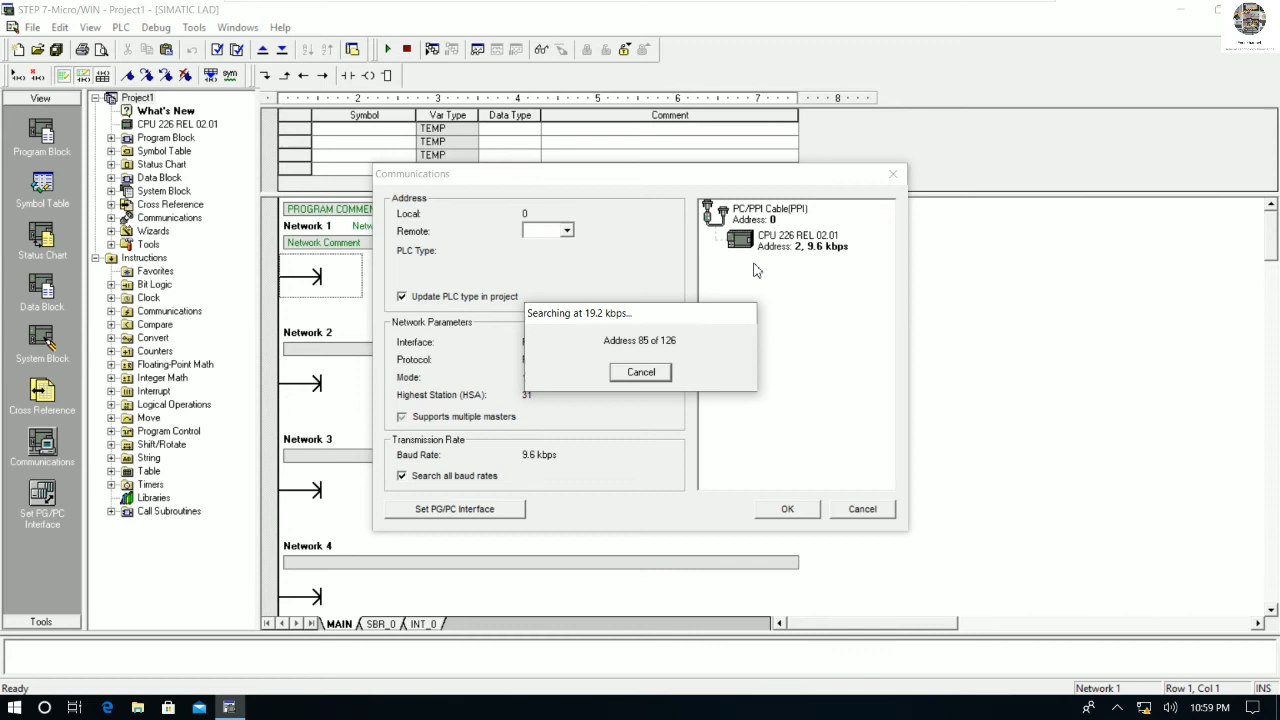 STEP 7-Micro/WIN - Project1 - [SIMATIC LAD]
File Edit View PLC Debug Tools Windows Help
sym
View
Program Block
Symbol Table
Status Chart
Data Block
System Block
Cross Reference
Communications
Set PG/PC
Interface
Tools
Project1
What's New
CPU 226 REL 02.01
Program Block
Symbol Table
Status Chart
Data Block
System Block
Cross Reference
Communications
Wizards
Tools
Instructions
Favorites
Bit Logic
Clock
Communications
Compare
Convert
Counters
Floating-Point Math
Integer Math
Interrupt
Logical Operations
Move
Program Control
Shift/Rotate
String
Table
Timers
Libraries
Call Subroutines
2 3 4 5 6 7 8
Symbol Var Type Data Type Comment
TEMP
TEMP
TEMP
PROGRAM COMMEN
Network 1
Network Comment
Network 2
Network 3
Network 4
Communications
Address
Local: 0
Remote:
PLC Type:
Update PLC type in project
Network Parameters
Interface:
Protocol:
Mode:
Highest Station (HSA): 31
Supports multiple masters
Transmission Rate
Baud Rate: 9.6 kbps
Search all baud rates
Set PG/PC Interface
OK Cancel
PC/PPI Cable(PPI)
Address: 0
CPU 226 REL 02.01
Address: 2, 9.6 kbps
Searching at 19.2 kbps...
Address 85 of 126
Cancel
MAIN SBR_0 INT_0
Ready
Network 1 Row 1, Col 1 INS
10:59 PM